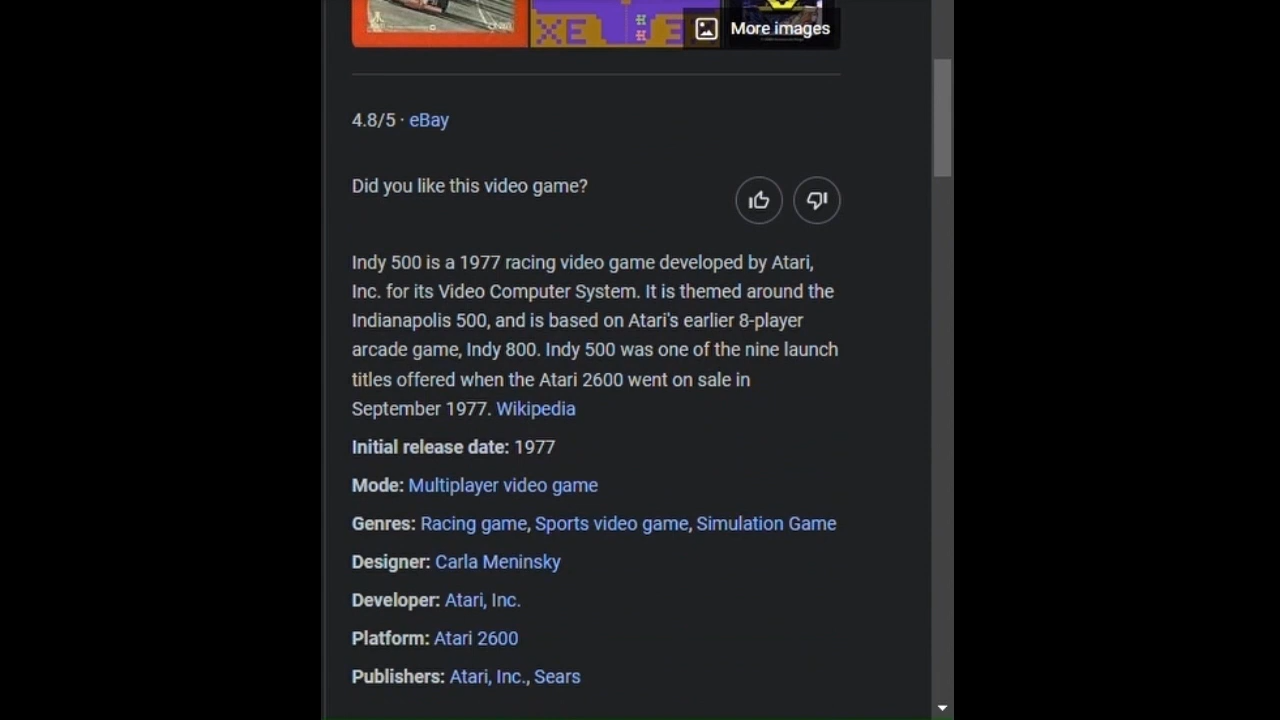 More images
4.8/5 · eBay
Did you like this video game?
Indy 500 is a 1977 racing video game developed by Atari,
Inc. for its Video Computer System. It is themed around the
Indianapolis 500, and is based on Atari's earlier 8-player
arcade game, Indy 800. Indy 500 was one of the nine launch
titles offered when the Atari 2600 went on sale in
September 1977. Wikipedia
Initial release date: 1977
Mode: Multiplayer video game
Genres: Racing game, Sports video game, Simulation Game
Designer: Carla Meninsky
Developer: Atari, Inc.
Platform: Atari 2600
Publishers: Atari, Inc., Sears